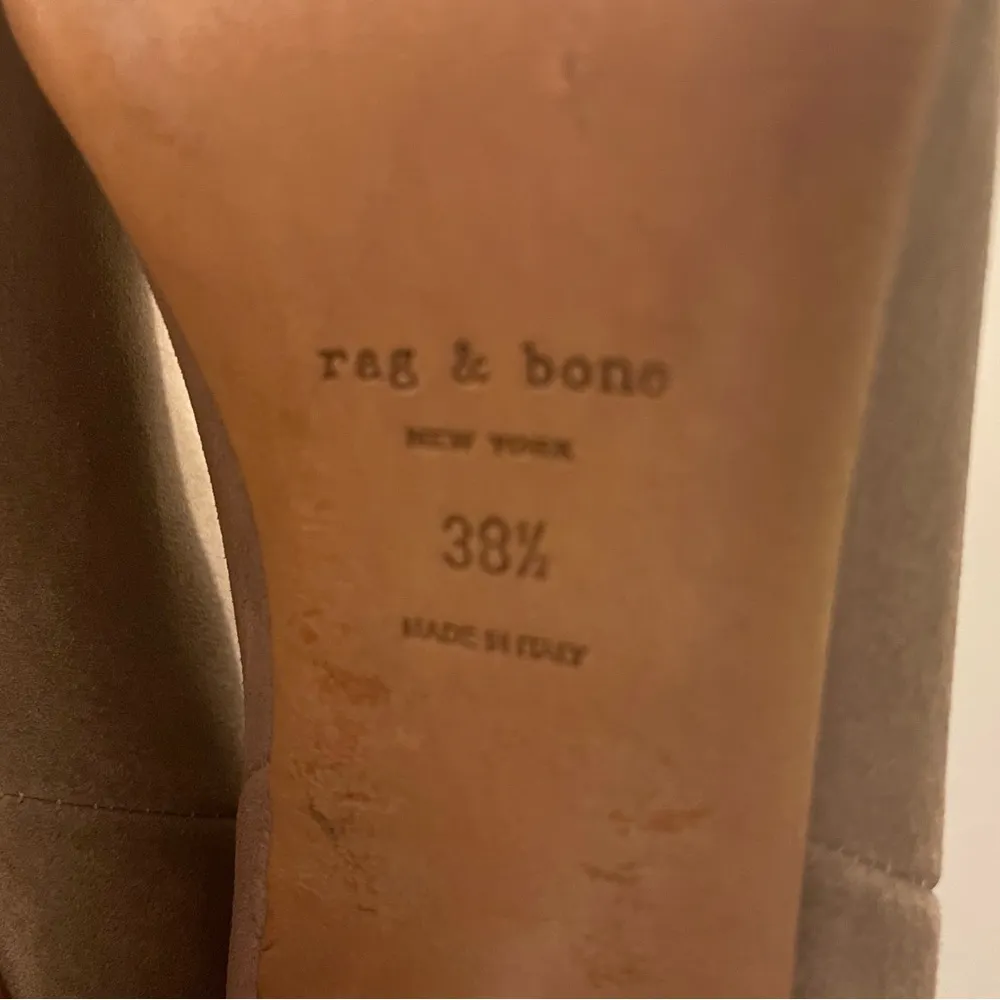 rag & bone
NEW YORK
38½
MADE IN ITALY